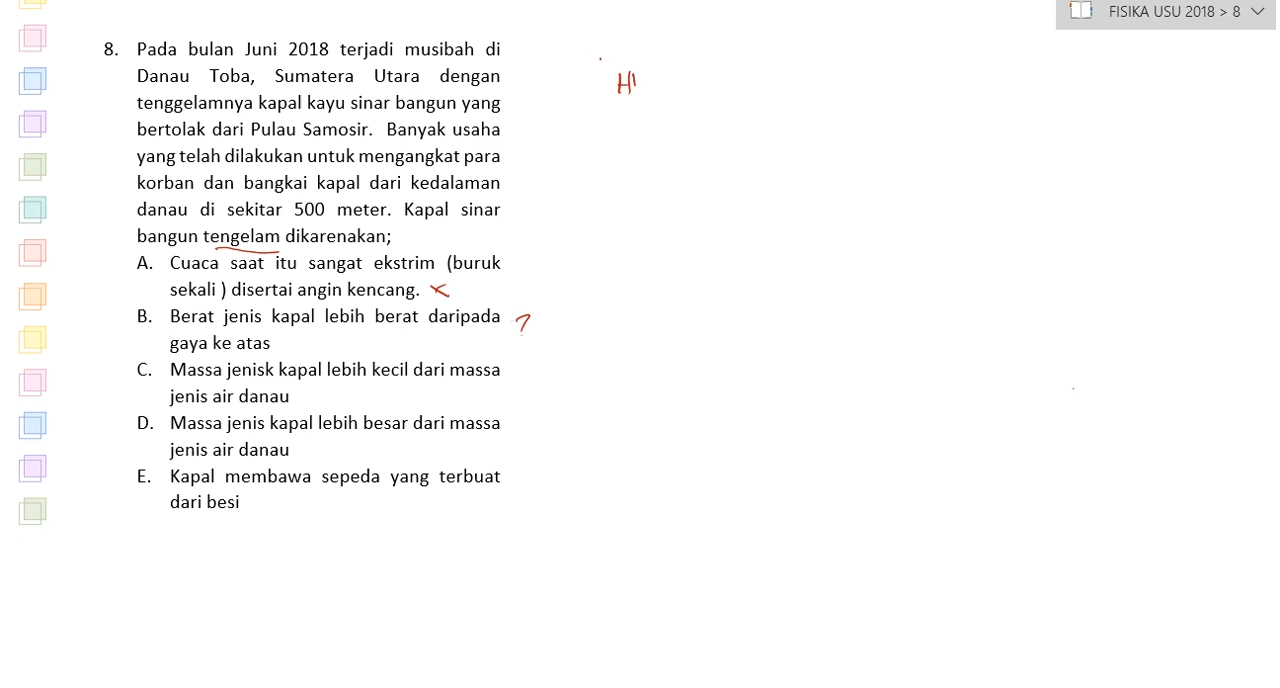 FISIKA USU 2018 > 8
8. Pada bulan Juni 2018 terjadi musibah di
Danau Toba, Sumatera Utara dengan
tenggelamnya kapal kayu sinar bangun yang
bertolak dari Pulau Samosir. Banyak usaha
yang telah dilakukan untuk mengangkat para
korban dan bangkai kapal dari kedalaman
danau di sekitar 500 meter. Kapal sinar
bangun tengelam dikarenakan;
A. Cuaca saat itu sangat ekstrim (buruk
sekali ) disertai angin kencang. ×
B. Berat jenis kapal lebih berat daripada ?
gaya ke atas
C. Massa jenisk kapal lebih kecil dari massa
jenis air danau
D. Massa jenis kapal lebih besar dari massa
jenis air danau
E. Kapal membawa sepeda yang terbuat
dari besi